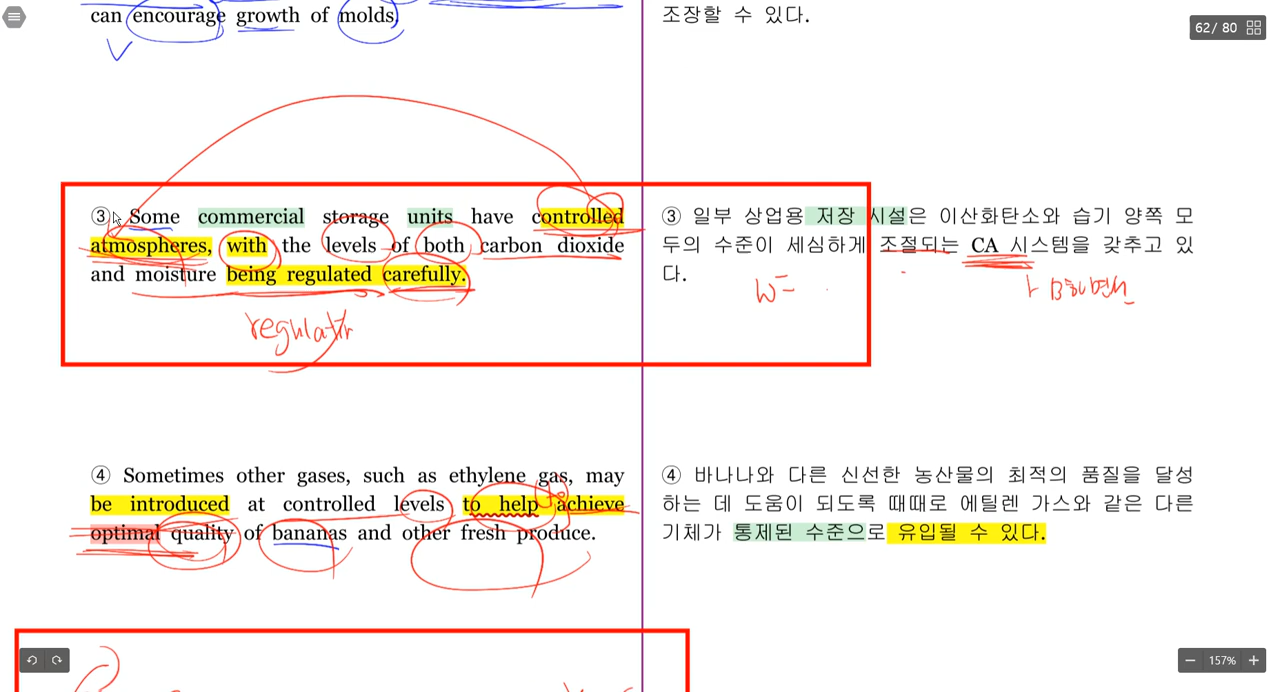 can encourage growth of molds.
조장할 수 있다.
62/ 80
③ Some commercial storage units have controlled
atmospheres, with the levels of both carbon dioxide
and moisture being regulated carefully.
③ 일부 상업용 저장 시설은 이산화탄소와 습기 양쪽 모
두의 수준이 세심하게 조절되는 CA 시스템을 갖추고 있
다.
④ Sometimes other gases, such as ethylene gas, may
be introduced at controlled levels to help achieve
optimal quality of bananas and other fresh produce.
④ 바나나와 다른 신선한 농산물의 최적의 품질을 달성
하는 데 도움이 되도록 때때로 에틸렌 가스와 같은 다른
기체가 통제된 수준으로 유입될 수 있다.
157%